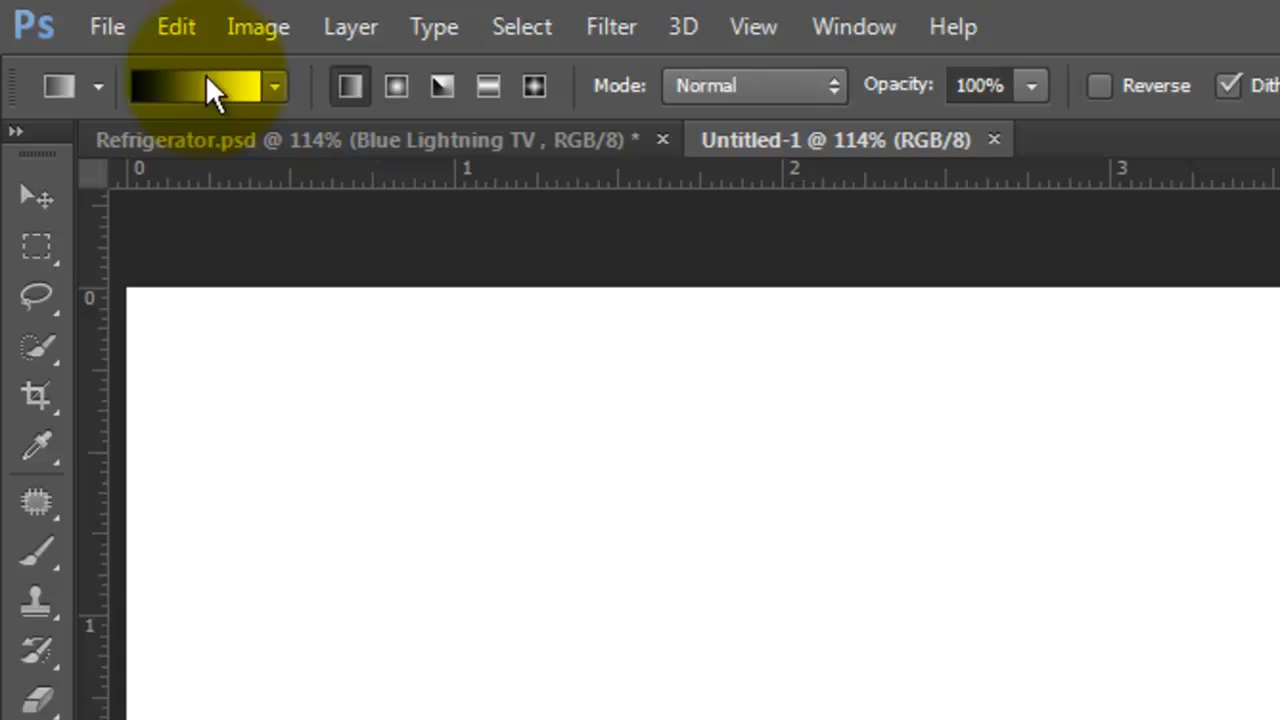 Ps File Edit Image Layer Type Select Filter 3D View Window Help
Mode: Normal Opacity: 100% Reverse Dith
Refrigerator.psd @ 114% (Blue Lightning TV , RGB/8) * × Untitled-1 @ 114% (RGB/8) ×
0 1 2 3
0
1